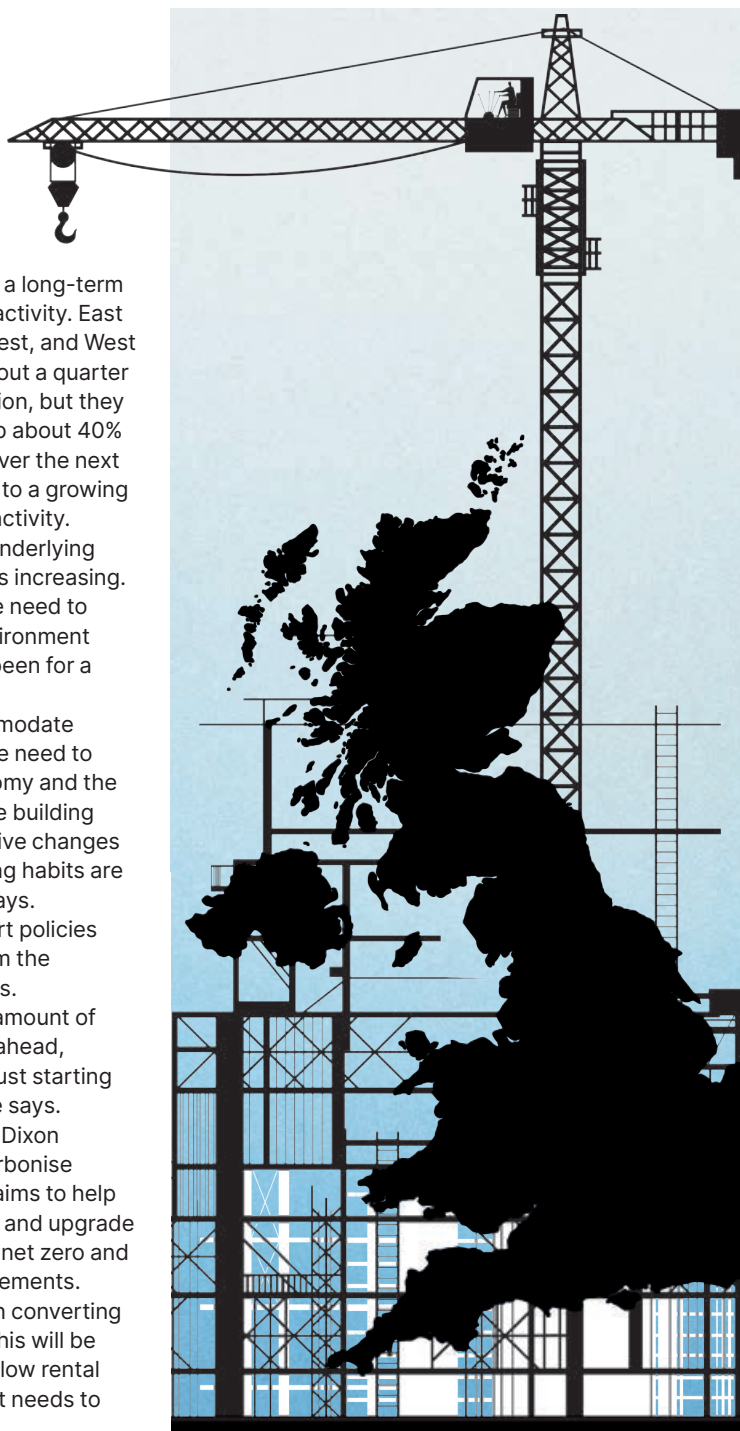 a long-term
activity. East
est, and West
out a quarter
ion, but they
o about 40%
ver the next
to a growing
activity.
nderlying
s increasing.
e need to
vironment
been for a
modate
e need to
omy and the
e building
ive changes
ng habits are
ays.
rt policies
m the
s.
amount of
ahead,
ust starting
e says.
Dixon
rbonise
aims to help
and upgrade
net zero and
ements.
n converting
his will be
low rental
t needs to